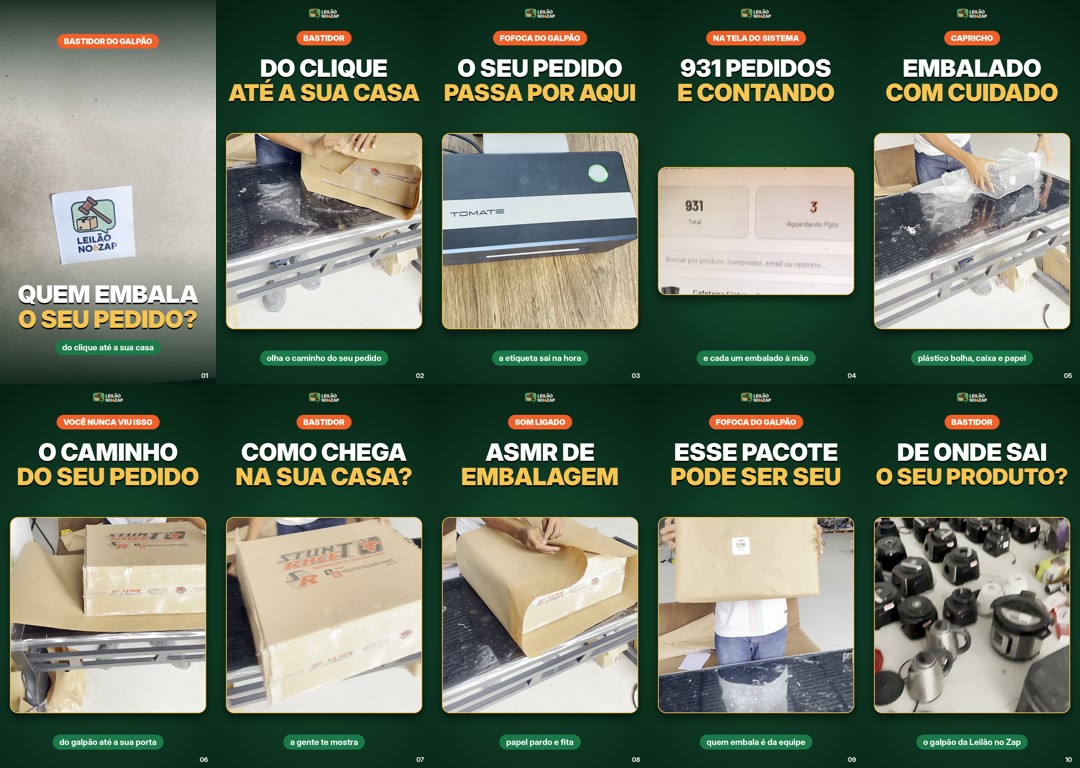 BASTIDOR DO GALPÃO
LEILÃO
NO ZAP
QUEM EMBALA
O SEU PEDIDO?
do clique até a sua casa
01
LEILÃO
NO ZAP
BASTIDOR
DO CLIQUE
ATÉ A SUA CASA
olha o caminho do seu pedido
02
LEILÃO
NO ZAP
FOFOCA DO GALPÃO
O SEU PEDIDO
PASSA POR AQUI
TOMATE
a etiqueta sai na hora
03
LEILÃO
NO ZAP
NA TELA DO SISTEMA
931 PEDIDOS
E CONTANDO
931
Total
3
Aguardando Pgto
Buscar por produto, comprador, email ou rastreio...
e cada um embalado à mão
04
LEILÃO
NO ZAP
CAPRICHO
EMBALADO
COM CUIDADO
plástico bolha, caixa e papel
05
LEILÃO
NO ZAP
VOCÊ NUNCA VIU ISSO
O CAMINHO
DO SEU PEDIDO
STUNT
SR
do galpão até a sua porta
06
LEILÃO
NO ZAP
BASTIDOR
COMO CHEGA
NA SUA CASA?
STUNT
SR
a gente te mostra
07
LEILÃO
NO ZAP
SOM LIGADO
ASMR DE
EMBALAGEM
papel pardo e fita
08
LEILÃO
NO ZAP
FOFOCA DO GALPÃO
ESSE PACOTE
PODE SER SEU
quem embala é da equipe
09
LEILÃO
NO ZAP
BASTIDOR
DE ONDE SAI
O SEU PRODUTO?
o galpão da Leilão no Zap
10